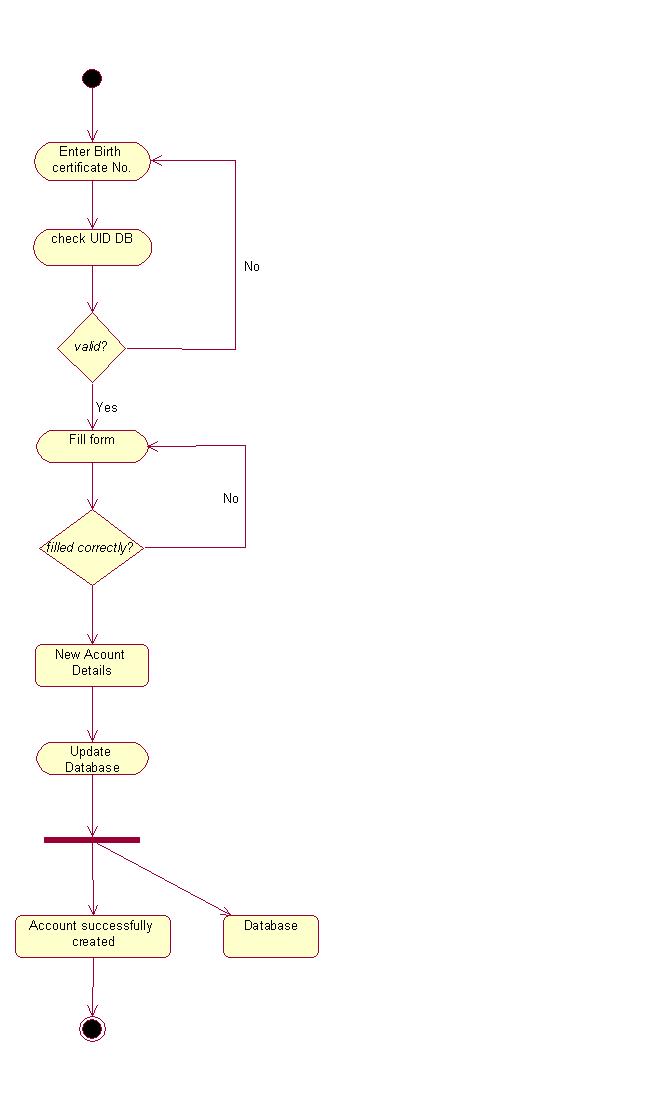 Enter Birth
certificate No.
check UID DB
No
valid?
Yes
Fill form
No
filled correctly?
New Acount
Details
Update
Database
Account successfully
created
Database